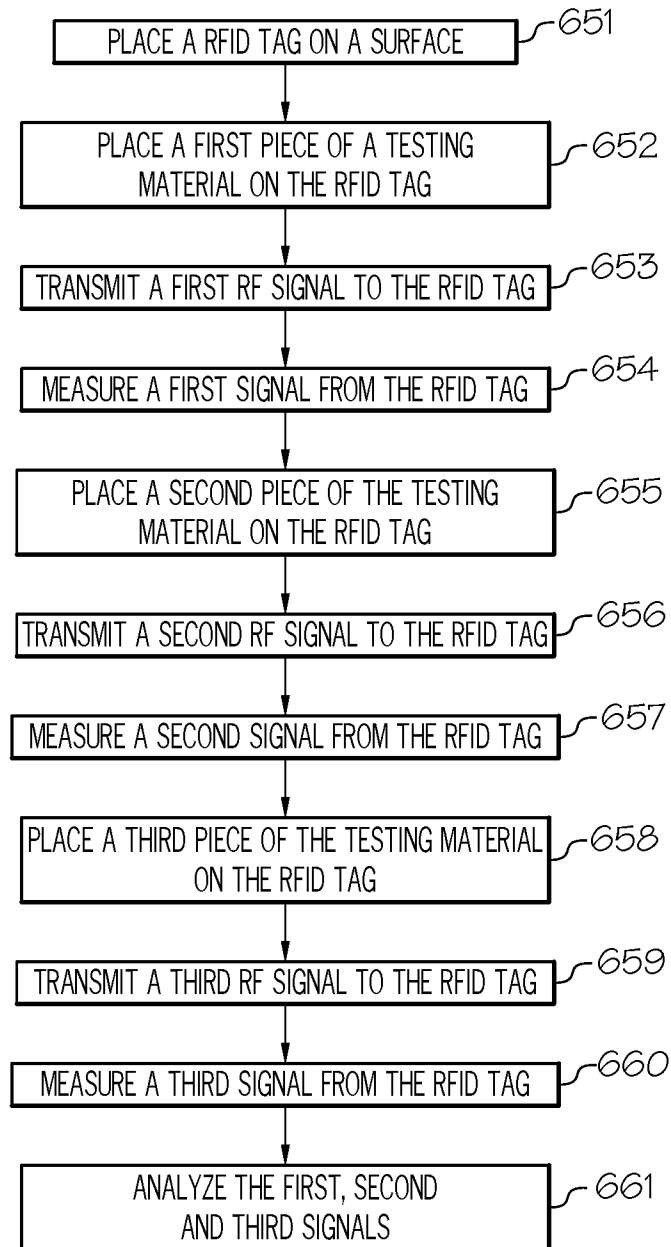 PLACE A RFID TAG ON A SURFACE
651
PLACE A FIRST PIECE OF A TESTING
MATERIAL ON THE RFID TAG
652
TRANSMIT A FIRST RF SIGNAL TO THE RFID TAG
653
MEASURE A FIRST SIGNAL FROM THE RFID TAG
654
PLACE A SECOND PIECE OF THE TESTING
MATERIAL ON THE RFID TAG
655
TRANSMIT A SECOND RF SIGNAL TO THE RFID TAG
656
MEASURE A SECOND SIGNAL FROM THE RFID TAG
657
PLACE A THIRD PIECE OF THE TESTING MATERIAL
ON THE RFID TAG
658
TRANSMIT A THIRD RF SIGNAL TO THE RFID TAG
659
MEASURE A THIRD SIGNAL FROM THE RFID TAG
660
ANALYZE THE FIRST, SECOND
AND THIRD SIGNALS
661